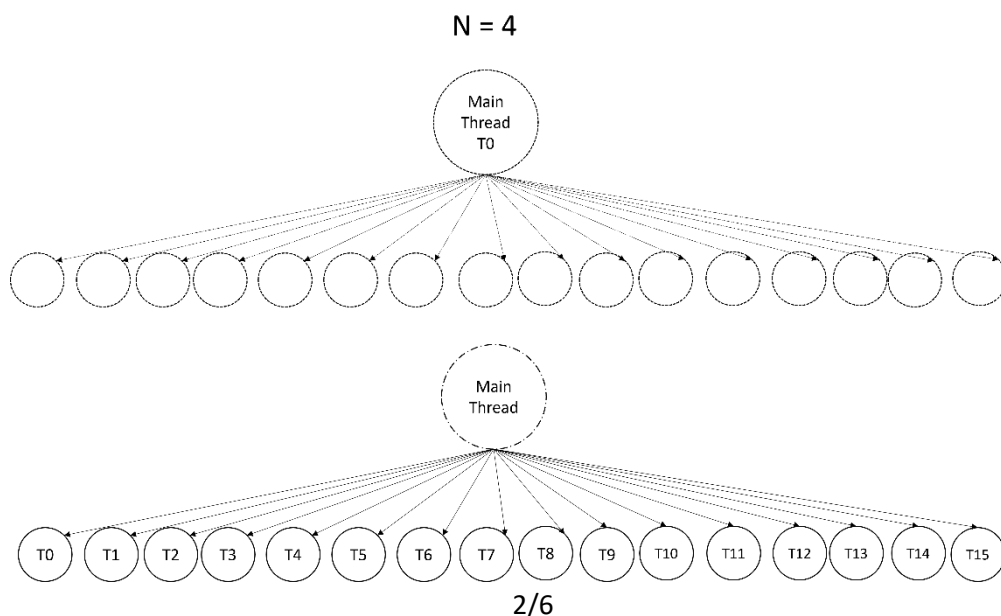 N = 4
Main
Thread
T0
Main
Thread
T0 T1 T2 T3 T4 T5 T6 T7 T8 T9 T10 T11 T12 T13 T14 T15
2/6